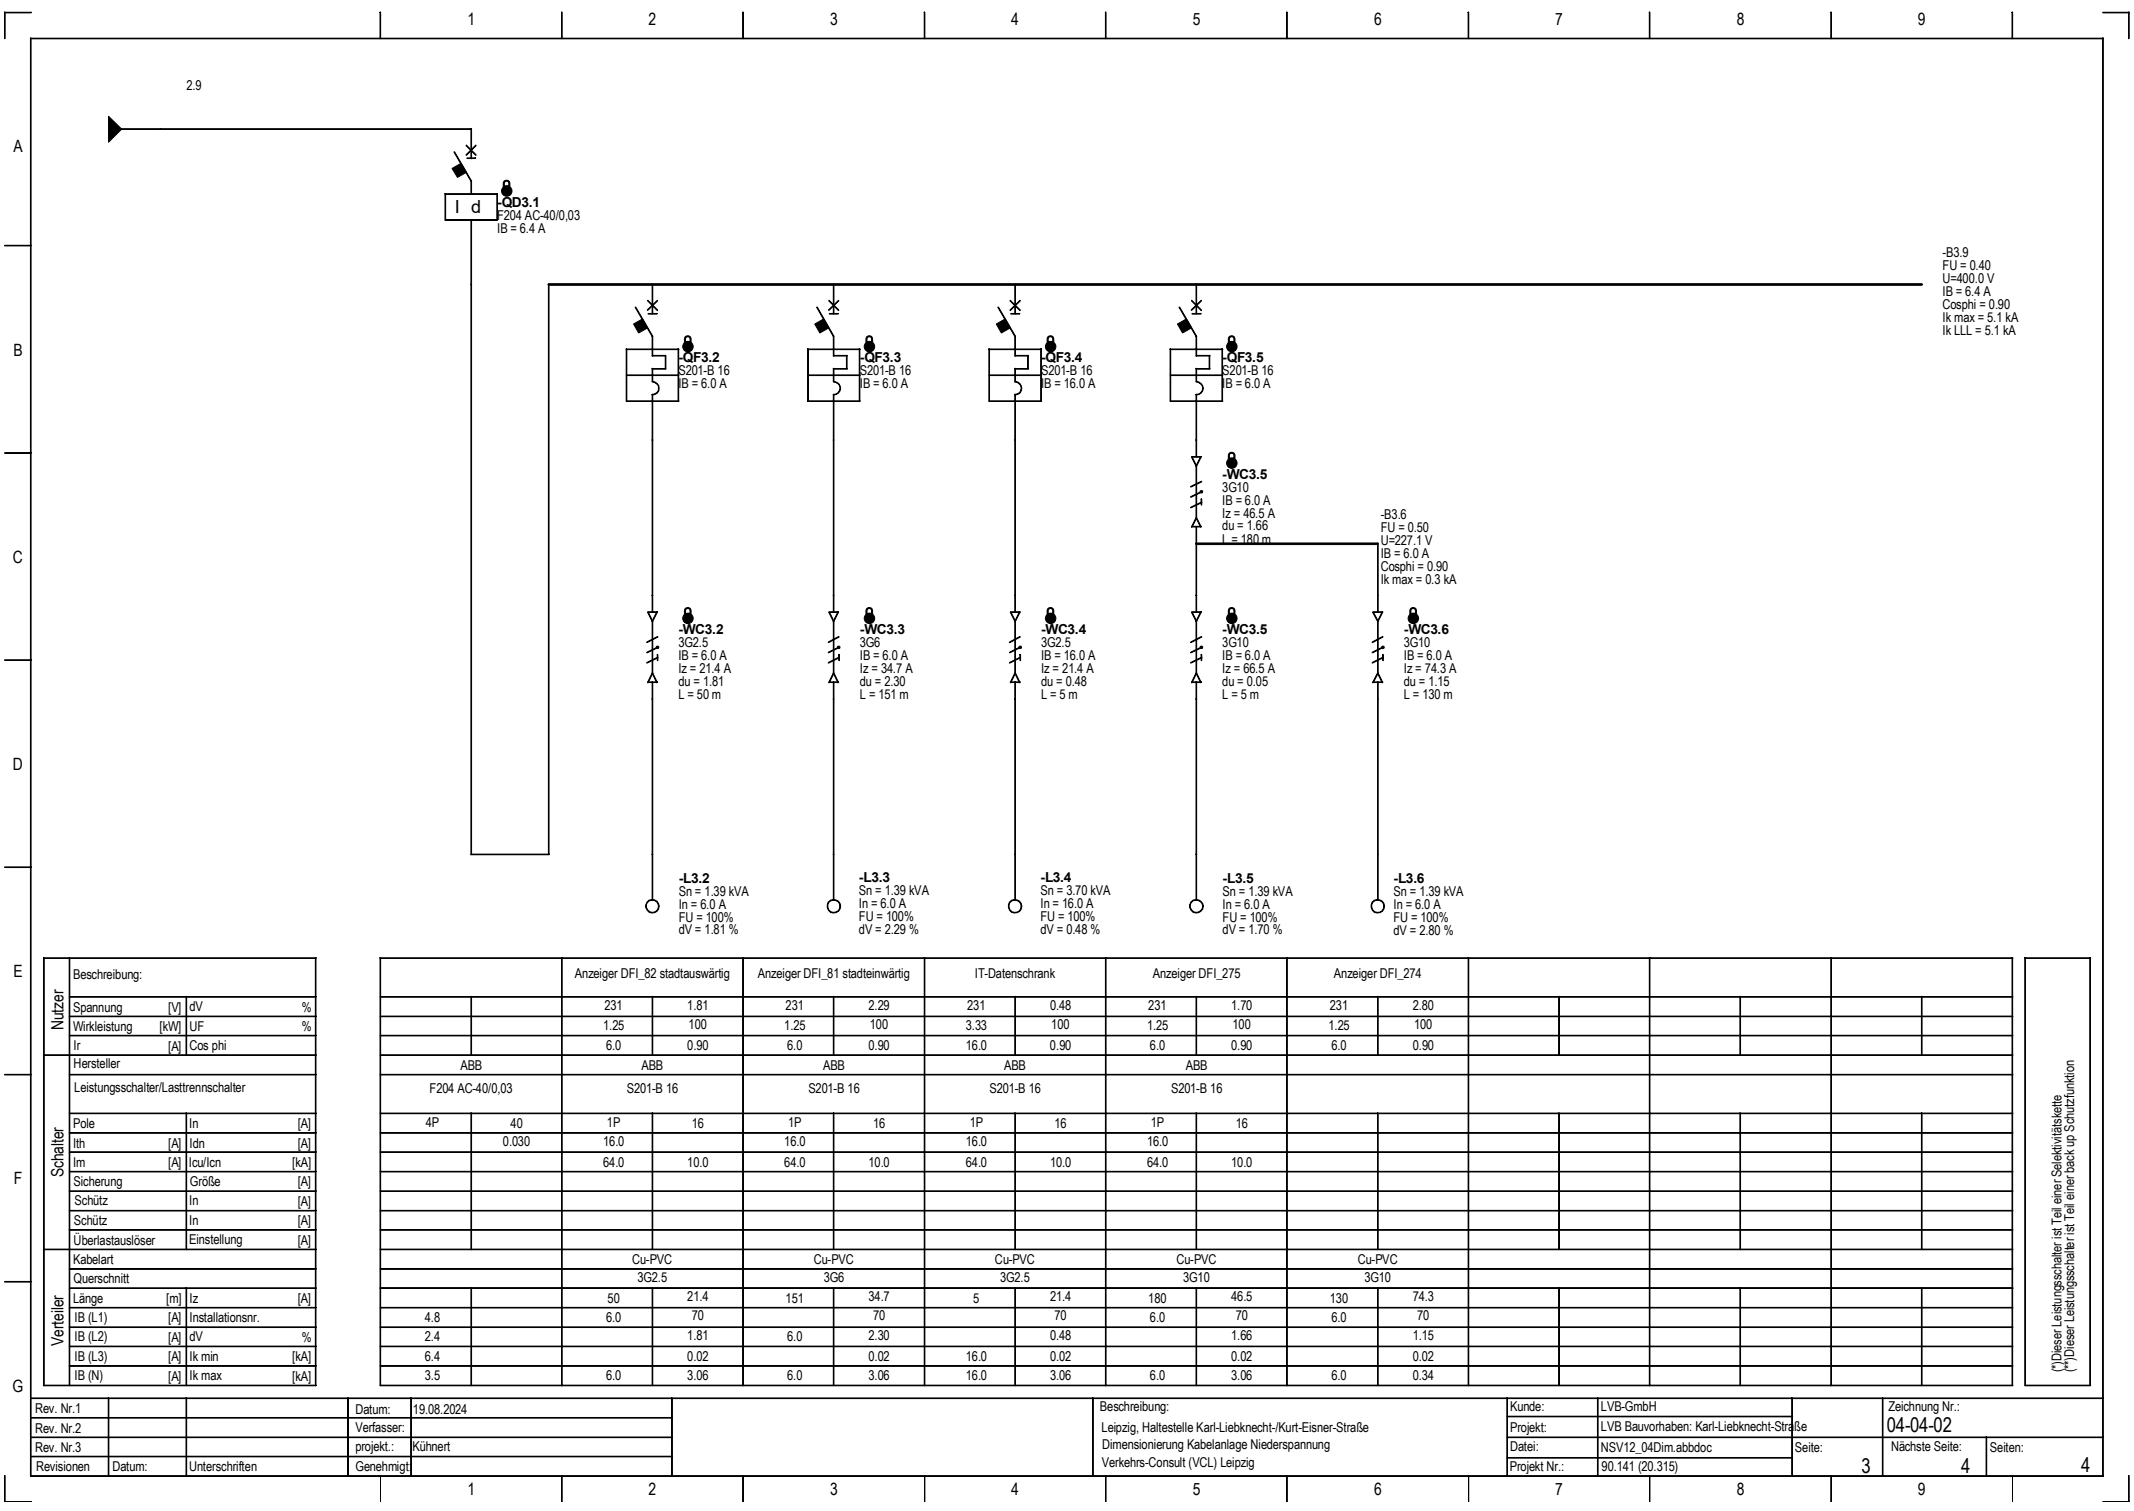 1 2 3 4 5 6 7 8 9
2.9
A
-QD3.1
I d
F204 AC-40/0,03
IB = 6.4 A
-B3.9
FU = 0.40
U=400.0 V
IB = 6.4 A
Cosphi = 0.90
Ik max = 5.1 kA
Ik LLL = 5.1 kA
B
-QF3.2
S201-B 16
IB = 6.0 A
-QF3.3
S201-B 16
IB = 6.0 A
-QF3.4
S201-B 16
IB = 16.0 A
-QF3.5
S201-B 16
IB = 6.0 A
-WC3.5
3G10
IB = 6.0 A
Iz = 46.5 A
du = 1.66
L = 180 m
-B3.6
FU = 0.50
U=227.1 V
IB = 6.0 A
Cosphi = 0.90
Ik max = 0.3 kA
C
-WC3.2
3G2.5
IB = 6.0 A
Iz = 21.4 A
du = 1.81
L = 50 m
-WC3.3
3G6
IB = 6.0 A
Iz = 34.7 A
du = 2.30
L = 151 m
-WC3.4
3G2.5
IB = 16.0 A
Iz = 21.4 A
du = 0.48
L = 5 m
-WC3.5
3G10
IB = 6.0 A
Iz = 66.5 A
du = 0.05
L = 5 m
-WC3.6
3G10
IB = 6.0 A
Iz = 74.3 A
du = 1.15
L = 130 m
D
-L3.2
Sn = 1.39 kVA
In = 6.0 A
FU = 100%
dV = 1.81 %
-L3.3
Sn = 1.39 kVA
In = 6.0 A
FU = 100%
dV = 2.29 %
-L3.4
Sn = 3.70 kVA
In = 16.0 A
FU = 100%
dV = 0.48 %
-L3.5
Sn = 1.39 kVA
In = 6.0 A
FU = 100%
dV = 1.70 %
-L3.6
Sn = 1.39 kVA
In = 6.0 A
FU = 100%
dV = 2.80 %
E
Nutzer
Beschreibung: Anzeiger DFI_82 stadtauswärtig Anzeiger DFI_81 stadteinwärtig IT-Datenschrank Anzeiger DFI_275 Anzeiger DFI_274
Spannung [V] dV % 231 1.81 231 2.29 231 0.48 231 1.70 231 2.80
Wirkleistung [kW] UF % 1.25 100 1.25 100 3.33 100 1.25 100 1.25 100
Ir [A] Cos phi 6.0 0.90 6.0 0.90 16.0 0.90 6.0 0.90 6.0 0.90
Schalter
Hersteller ABB ABB ABB ABB ABB
Leistungsschalter/Lasttrennschalter F204 AC-40/0,03 S201-B 16 S201-B 16 S201-B 16 S201-B 16
Pole In [A] 4P 40 1P 16 1P 16 1P 16 1P 16
Ith [A] Idn [A] 0.030 16.0 16.0 16.0 16.0
Im [A] Icu/Icn [kA] 64.0 10.0 64.0 10.0 64.0 10.0 64.0 10.0
F
Sicherung Größe [A]
Schütz In [A]
Schütz In [A]
Überlastauslöser Einstellung [A]
Verteiler
Kabelart Cu-PVC Cu-PVC Cu-PVC Cu-PVC Cu-PVC
Querschnitt 3G2.5 3G6 3G2.5 3G10 3G10
Länge [m] Iz [A] 50 21.4 151 34.7 5 21.4 180 46.5 130 74.3
IB (L1) [A] Installationsnr. 4.8 6.0 70 70 70 6.0 70 6.0 70
IB (L2) [A] dV % 2.4 1.81 6.0 2.30 0.48 1.66 1.15
IB (L3) [A] Ik min [kA] 6.4 0.02 0.02 16.0 0.02 0.02 0.02
IB (N) [A] Ik max [kA] 3.5 6.0 3.06 6.0 3.06 16.0 3.06 6.0 3.06 6.0 0.34
G
(*)Dieser Leistungsschalter ist Teil einer Selektivitätskette
(**)Dieser Leistungsschalter ist Teil einer back up Schutzfunktion
Rev. Nr.1
Rev. Nr.2
Rev. Nr.3
Revisionen Datum: Unterschriften
Datum: 19.08.2024
Verfasser:
projekt.: Kühnert
Genehmigt
Beschreibung:
Leipzig, Haltestelle Karl-Liebknecht-/Kurt-Eisner-Straße
Dimensionierung Kabelanlage Niederspannung
Verkehrs-Consult (VCL) Leipzig
Kunde: LVB-GmbH
Projekt: LVB Bauvorhaben: Karl-Liebknecht-Straße
Datei: NSV12_04Dim.abbdoc
Projekt Nr.: 90.141 (20.315)
Seite: 3
Zeichnung Nr.:
04-04-02
Nächste Seite: 4
Seiten: 4
1 2 3 4 5 6 7 8 9